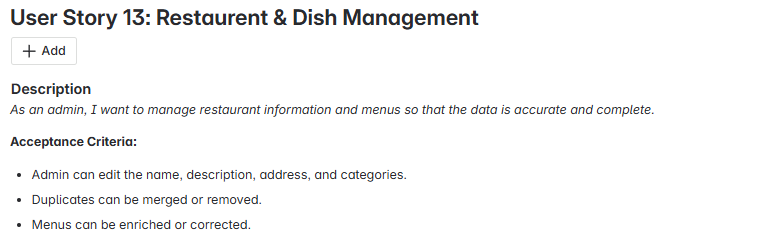 User Story 13: Restaurent & Dish Management
Add
Description
As an admin, I want to manage restaurant information and menus so that the data is accurate and complete.
Acceptance Criteria:
• Admin can edit the name, description, address, and categories.
• Duplicates can be merged or removed.
• Menus can be enriched or corrected.